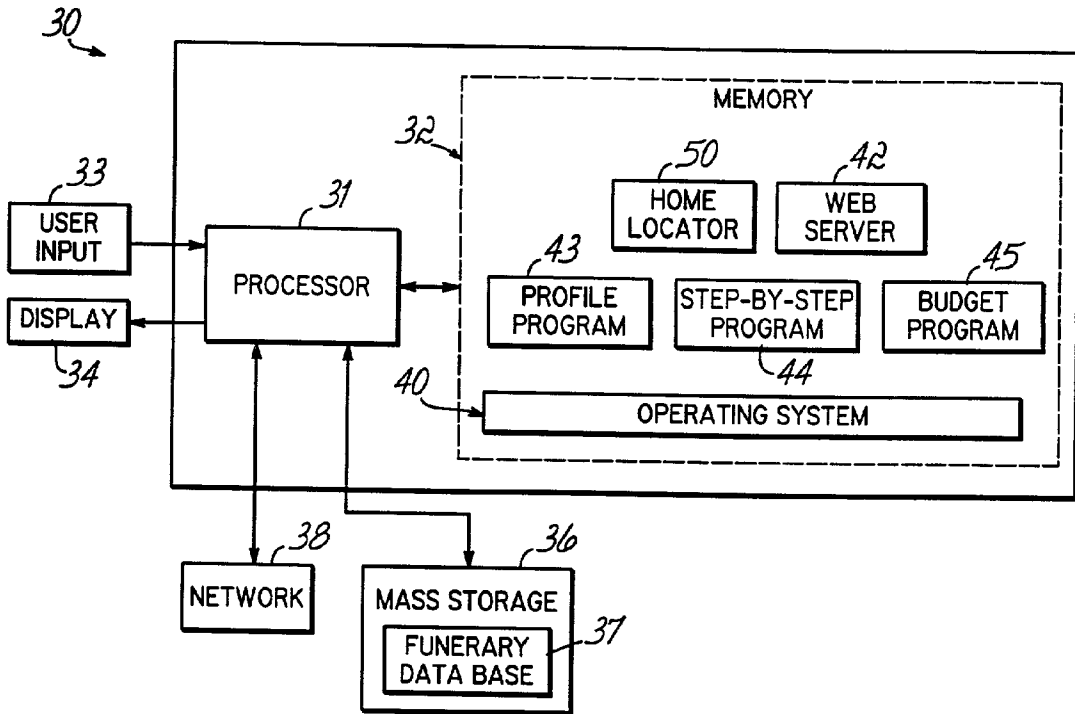 30
MEMORY
32
50
42
HOME
LOCATOR
WEB
SERVER
33
USER
INPUT
31
PROCESSOR
43
PROFILE
PROGRAM
STEP-BY-STEP
PROGRAM
44
45
BUDGET
PROGRAM
DISPLAY
34
40
OPERATING SYSTEM
38
NETWORK
36
MASS STORAGE
37
FUNERARY
DATA BASE